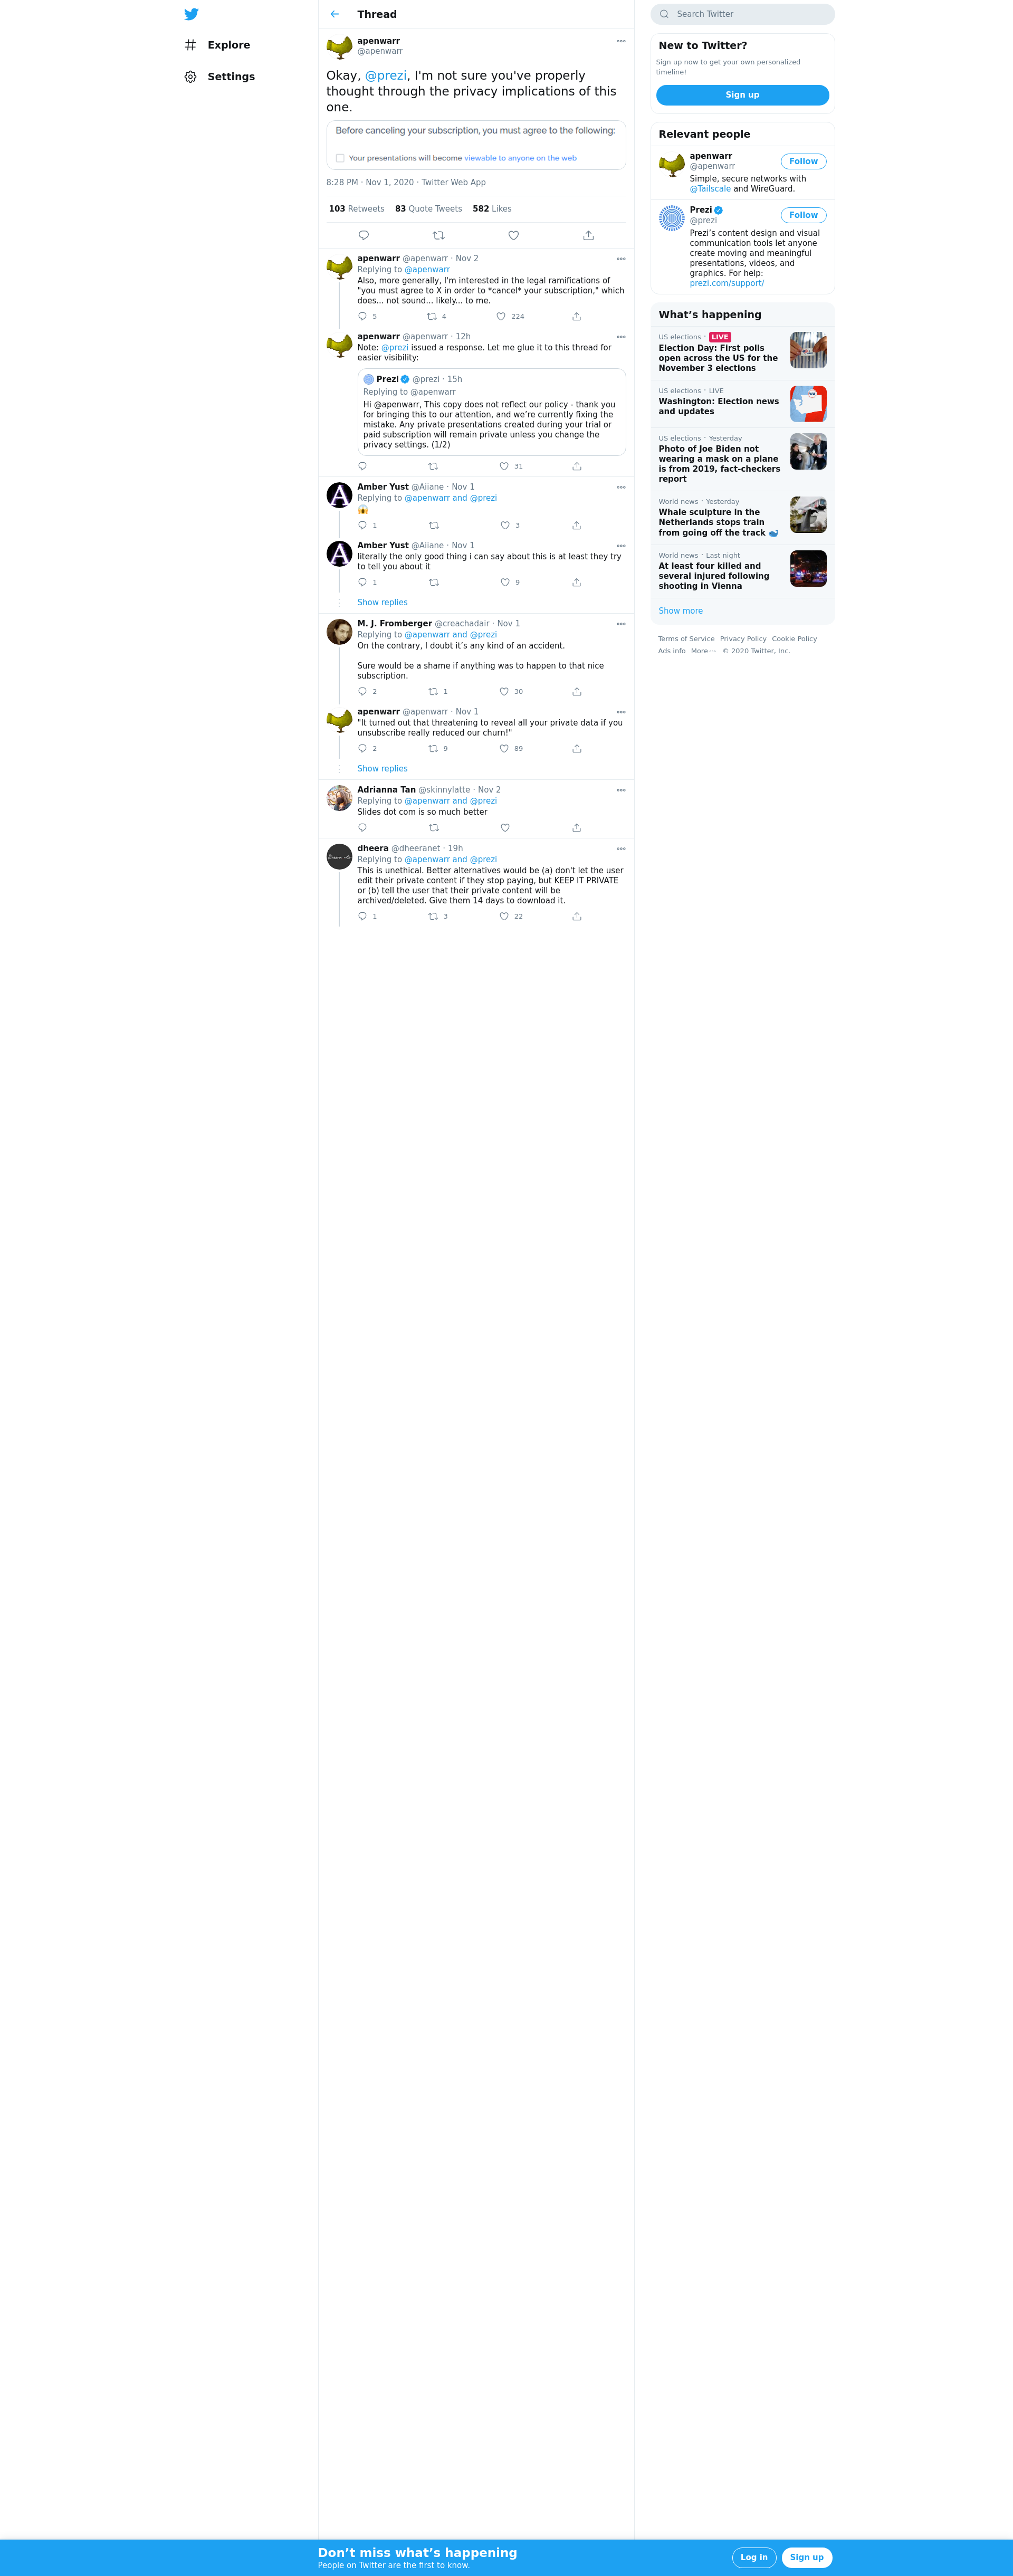 Explore
Settings
Thread
apenwarr
@apenwarr
Okay, @prezi, I'm not sure you've properly
thought through the privacy implications of this
one.
Before canceling your subscription, you must agree to the following:
Your presentations will become viewable to anyone on the web
8:28 PM · Nov 1, 2020 · Twitter Web App
103 Retweets 83 Quote Tweets 582 Likes
apenwarr @apenwarr · Nov 2
Replying to @apenwarr
Also, more generally, I'm interested in the legal ramifications of
"you must agree to X in order to *cancel* your subscription," which
does... not sound... likely... to me.
5 4 224
apenwarr @apenwarr · 12h
Note: @prezi issued a response. Let me glue it to this thread for
easier visibility:
Prezi @prezi · 15h
Replying to @apenwarr
Hi @apenwarr, This copy does not reflect our policy - thank you
for bringing this to our attention, and we’re currently fixing the
mistake. Any private presentations created during your trial or
paid subscription will remain private unless you change the
privacy settings. (1/2)
31
Amber Yust @Aiiane · Nov 1
Replying to @apenwarr and @prezi
😱
1 3
Amber Yust @Aiiane · Nov 1
literally the only good thing i can say about this is at least they try
to tell you about it
1 9
Show replies
M. J. Fromberger @creachadair · Nov 1
Replying to @apenwarr and @prezi
On the contrary, I doubt it’s any kind of an accident.
Sure would be a shame if anything was to happen to that nice
subscription.
2 1 30
apenwarr @apenwarr · Nov 1
"It turned out that threatening to reveal all your private data if you
unsubscribe really reduced our churn!"
2 9 89
Show replies
Adrianna Tan @skinnylatte · Nov 2
Replying to @apenwarr and @prezi
Slides dot com is so much better
dheera @dheeranet · 19h
Replying to @apenwarr and @prezi
This is unethical. Better alternatives would be (a) don't let the user
edit their private content if they stop paying, but KEEP IT PRIVATE
or (b) tell the user that their private content will be
archived/deleted. Give them 14 days to download it.
1 3 22
Search Twitter
New to Twitter?
Sign up now to get your own personalized
timeline!
Sign up
Relevant people
apenwarr
@apenwarr
Follow
Simple, secure networks with
@Tailscale and WireGuard.
Prezi
@prezi
Follow
Prezi’s content design and visual
communication tools let anyone
create moving and meaningful
presentations, videos, and
graphics. For help:
prezi.com/support/
What’s happening
US elections · LIVE
Election Day: First polls
open across the US for the
November 3 elections
US elections · LIVE
Washington: Election news
and updates
US elections · Yesterday
Photo of Joe Biden not
wearing a mask on a plane
is from 2019, fact-checkers
report
World news · Yesterday
Whale sculpture in the
Netherlands stops train
from going off the track 🐋
World news · Last night
At least four killed and
several injured following
shooting in Vienna
Show more
Terms of Service Privacy Policy Cookie Policy
Ads info More © 2020 Twitter, Inc.
Don’t miss what’s happening
People on Twitter are the first to know.
Log in
Sign up